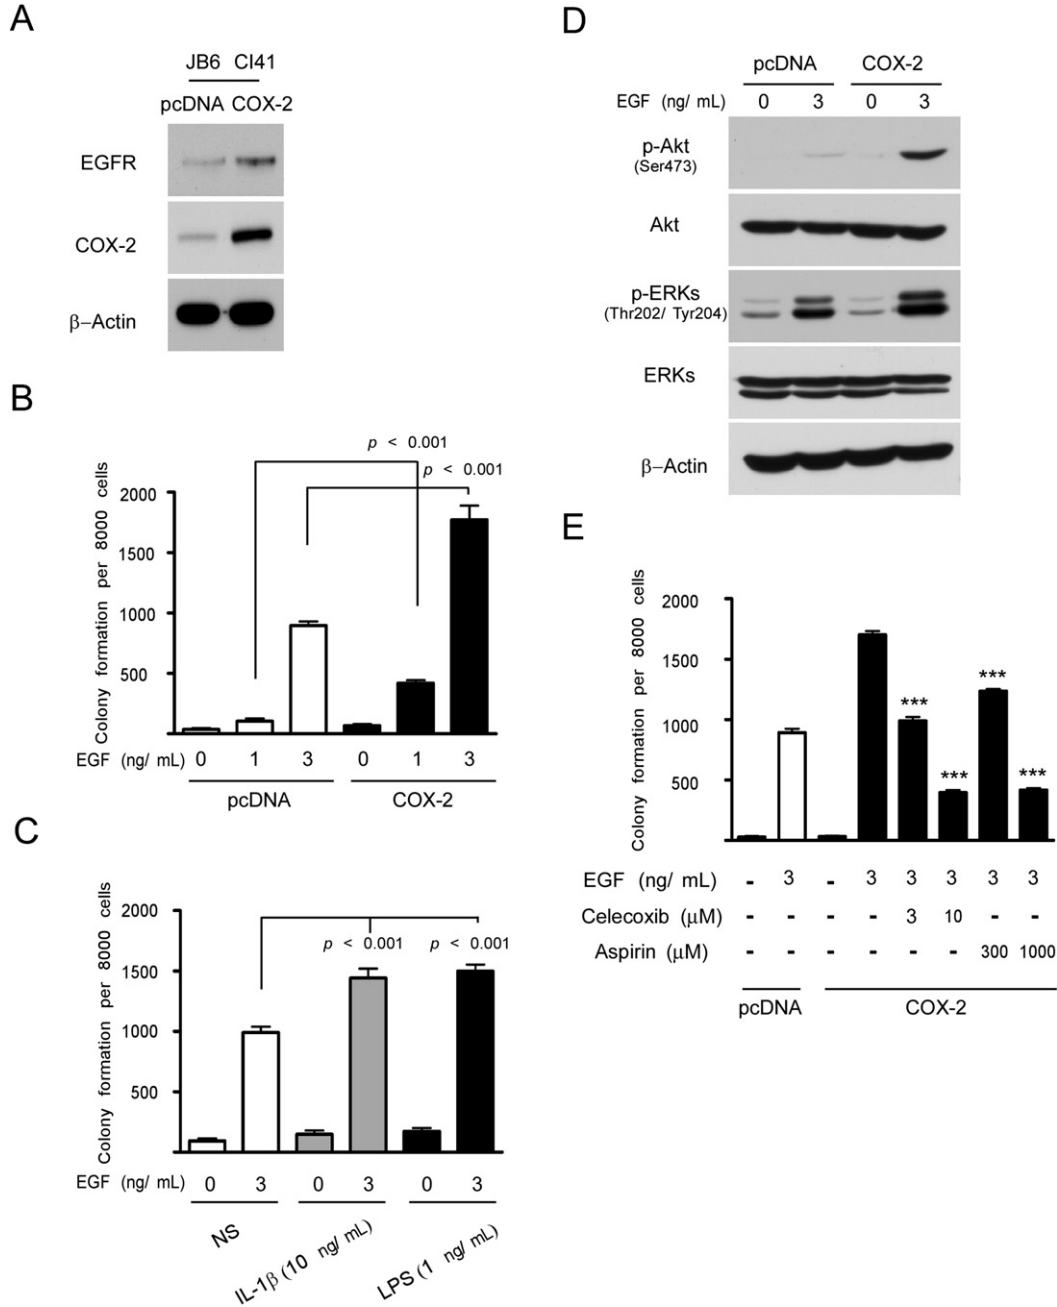 A
JB6 CI41
pcDNA COX-2
EGFR
COX-2
β–Actin
B
p < 0.001
p < 0.001
Colony formation per 8000 cells
2000
1500
1000
500
EGF (ng/ mL) 0 1 3 0 1 3
pcDNA COX-2
C
Colony formation per 8000 cells
2000
1500
1000
500
p < 0.001 p < 0.001
EGF (ng/ mL) 0 3 0 3 0 3
NS
IL-1β (10 ng/ mL)
LPS (1 ng/ mL)
D
pcDNA COX-2
EGF (ng/ mL) 0 3 0 3
p-Akt
(Ser473)
Akt
p-ERKs
(Thr202/ Tyr204)
ERKs
β–Actin
E
Colony formation per 8000 cells
2000
1500
1000
500
*** *** *** ***
EGF (ng/ mL) - 3 - 3 3 3 3 3
Celecoxib (μM) - - - - 3 10 - -
Aspirin (μM) - - - - - - 300 1000
pcDNA COX-2